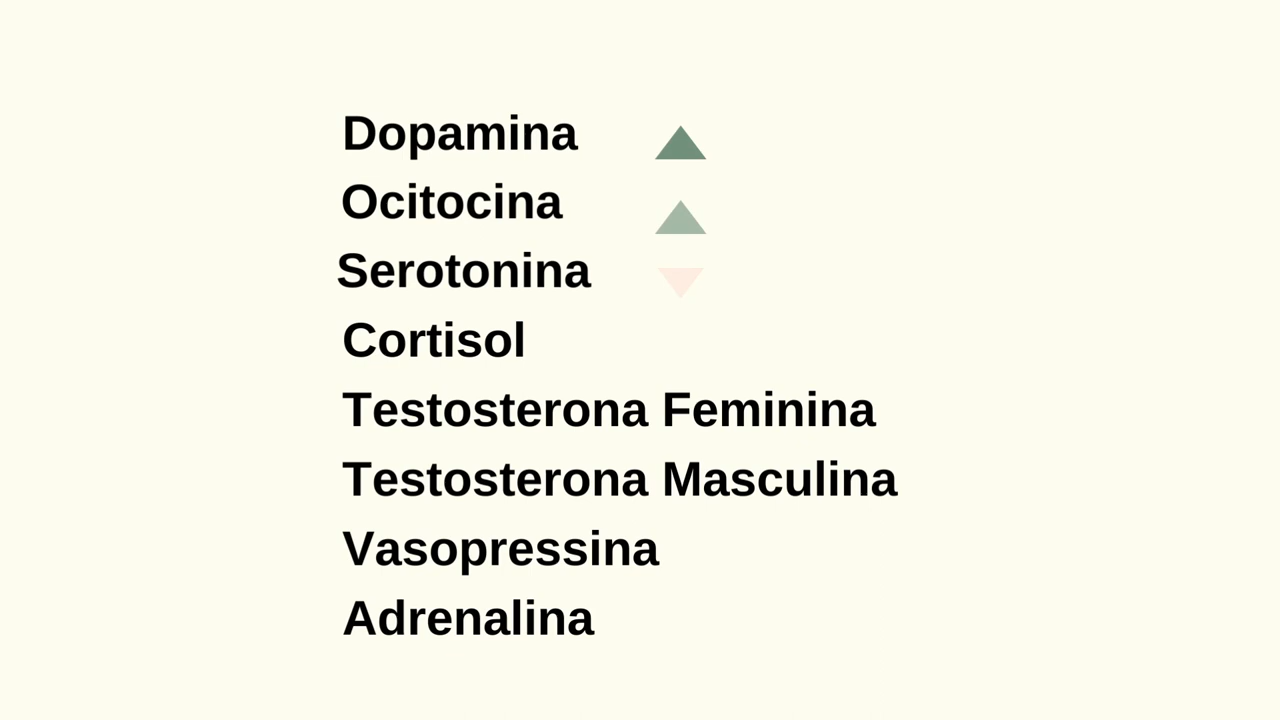 Dopamina
Ocitocina
Serotonina
Cortisol
Testosterona Feminina
Testosterona Masculina
Vasopressina
Adrenalina